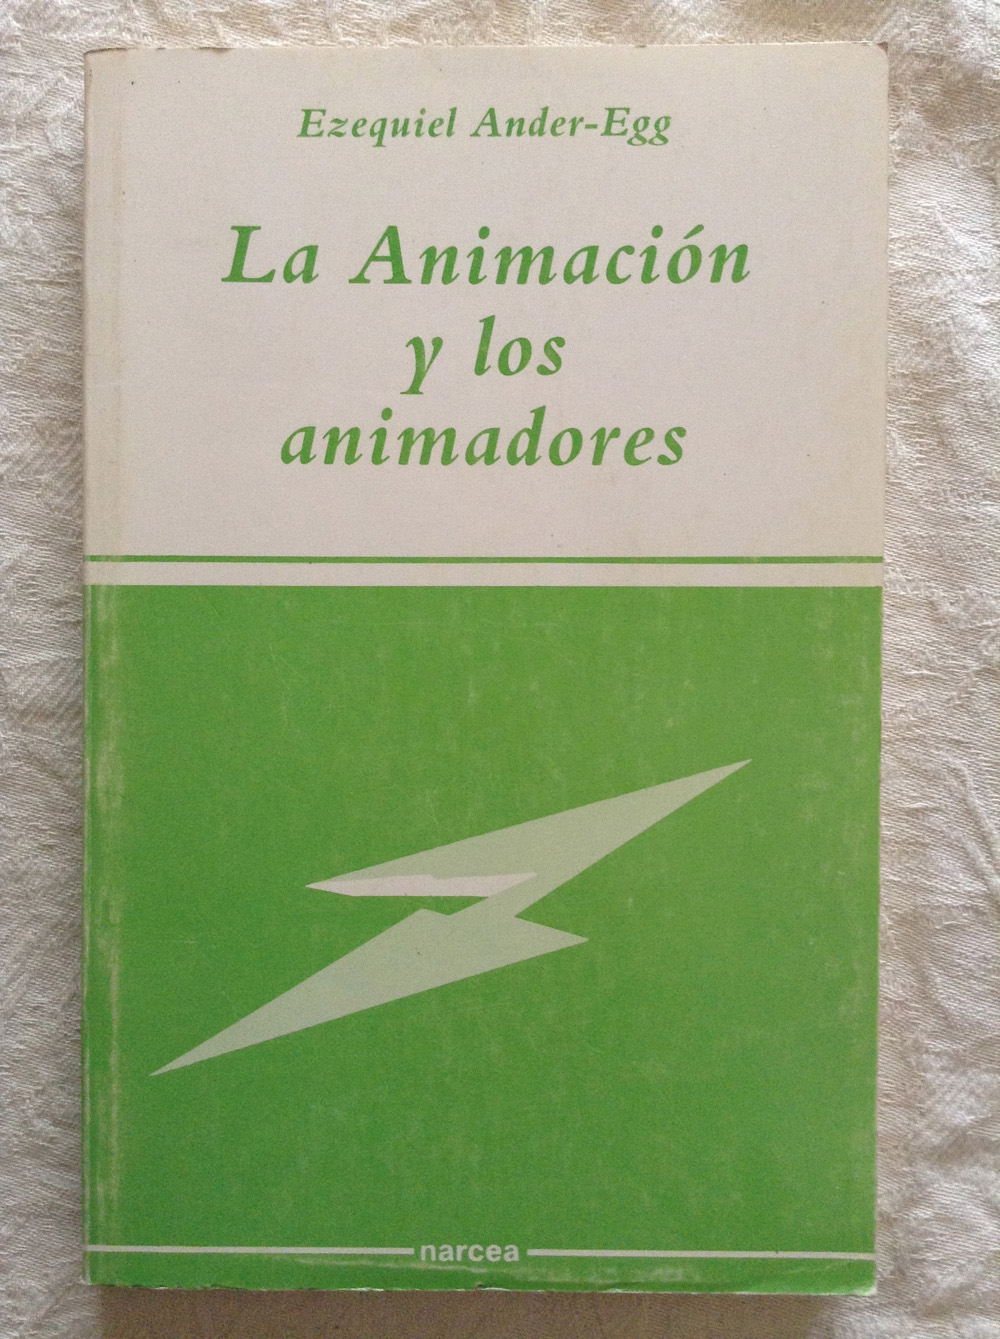 Ezequiel Ander-Egg
La Animación
y los
animadores
narcea